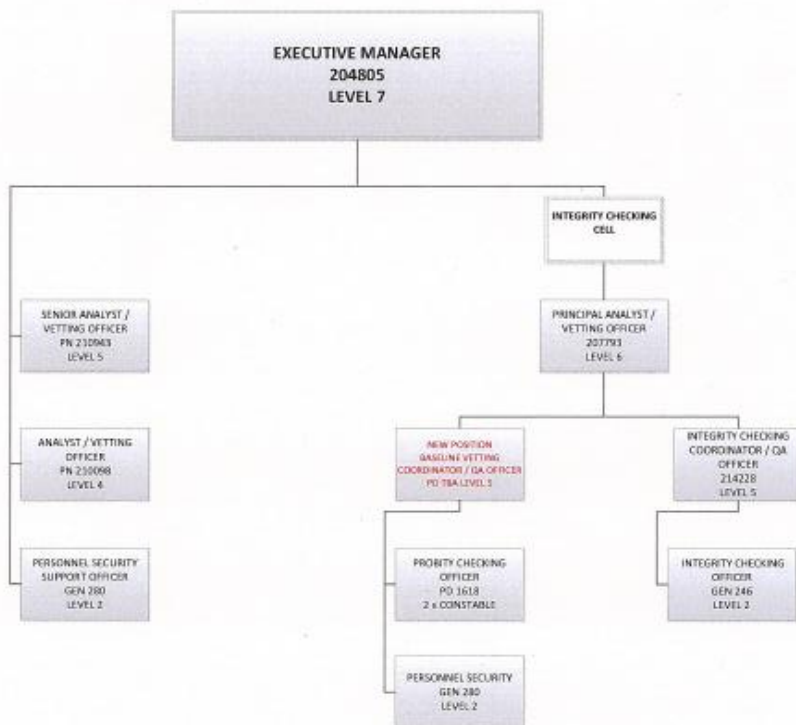 EXECUTIVE MANAGER
204805
LEVEL 7
INTEGRITY CHECKING
CELL
SENIOR ANALYST /
VETTING OFFICER
PN 210943
LEVEL 5
PRINCIPAL ANALYST /
VETTING OFFICER
207793
LEVEL 6
ANALYST / VETTING
OFFICER
PN 210098
LEVEL 4
NEW POSITION
BASELINE VETTING
COORDINATOR / QA OFFICER
PD TBA LEVEL
INTEGRITY CHECKING
COORDINATOR / QA
OFFICER
214228
LEVEL 5
PERSONNEL SECURITY
SUPPORT OFFICER
GEN 280
LEVEL 2
PROBITY CHECKING
OFFICER
PD 1618
2 x CONSTABLE
INTEGRITY CHECKING
OFFICER
GEN 246
LEVEL 2
PERSONNEL SECURITY
GEN 280
LEVEL 2